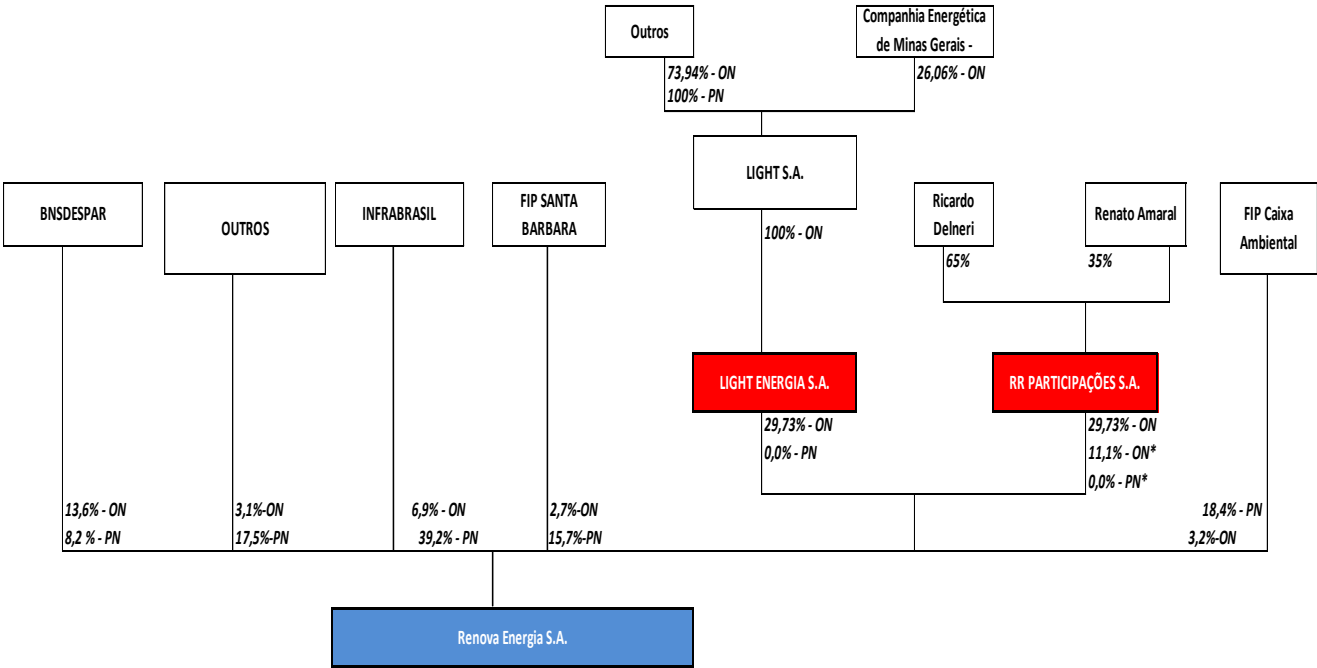 Outros
Companhia Energética
de Minas Gerais -
73,94% - ON
100% - PN
26,06% - ON
LIGHT S.A.
100% - ON
BNSDESPAR
OUTROS
INFRABRASIL
FIP SANTA
BARBARA
Ricardo
Delneri
Renato Amaral
FIP Caixa
Ambiental
65%
35%
LIGHT ENERGIA S.A.
RR PARTICIPAÇÕES S.A.
29,73% - ON
0,0% - PN
29,73% - ON
11,1% - ON*
0,0% - PN*
13,6% - ON
8,2 % - PN
3,1%-ON
17,5%-PN
6,9% - ON
39,2% - PN
2,7%-ON
15,7%-PN
18,4% - PN
3,2%-ON
Renova Energia S.A.